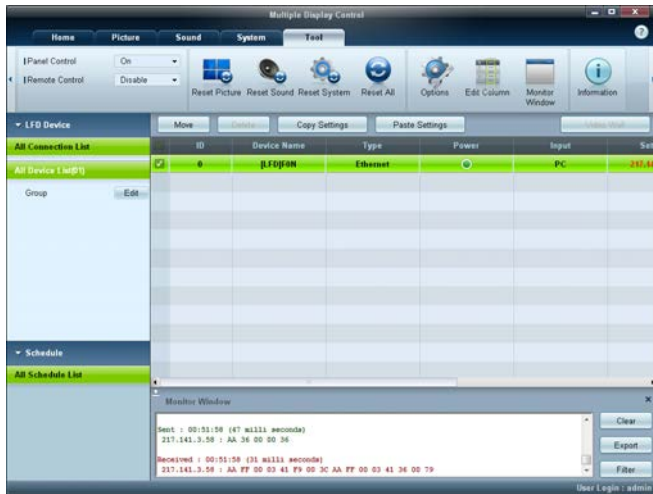 Multiple Display Control
Home Picture Sound System Tool
Panel Control On
Remote Control Disable
Reset Picture Reset Sound Reset System Reset All Options Edit Column Monitor Window Information
LFD Device
Move Delete Copy Settings Paste Settings Video Wall
All Connection List
ID Device Name Type Power Input Set
All Device List(01)
0 [LFD]F0N Ethernet PC 217.14
Group Edit
Schedule
All Schedule List
Monitor Window
Sent : 00:51:58 (47 milli seconds)
217.141.3.58 : AA 36 00 00 36
Received : 00:51:58 (31 milli seconds)
217.141.3.58 : AA FF 00 03 41 F9 00 3C AA FF 00 03 41 36 00 79
Clear
Export
Filter
User Login : admin